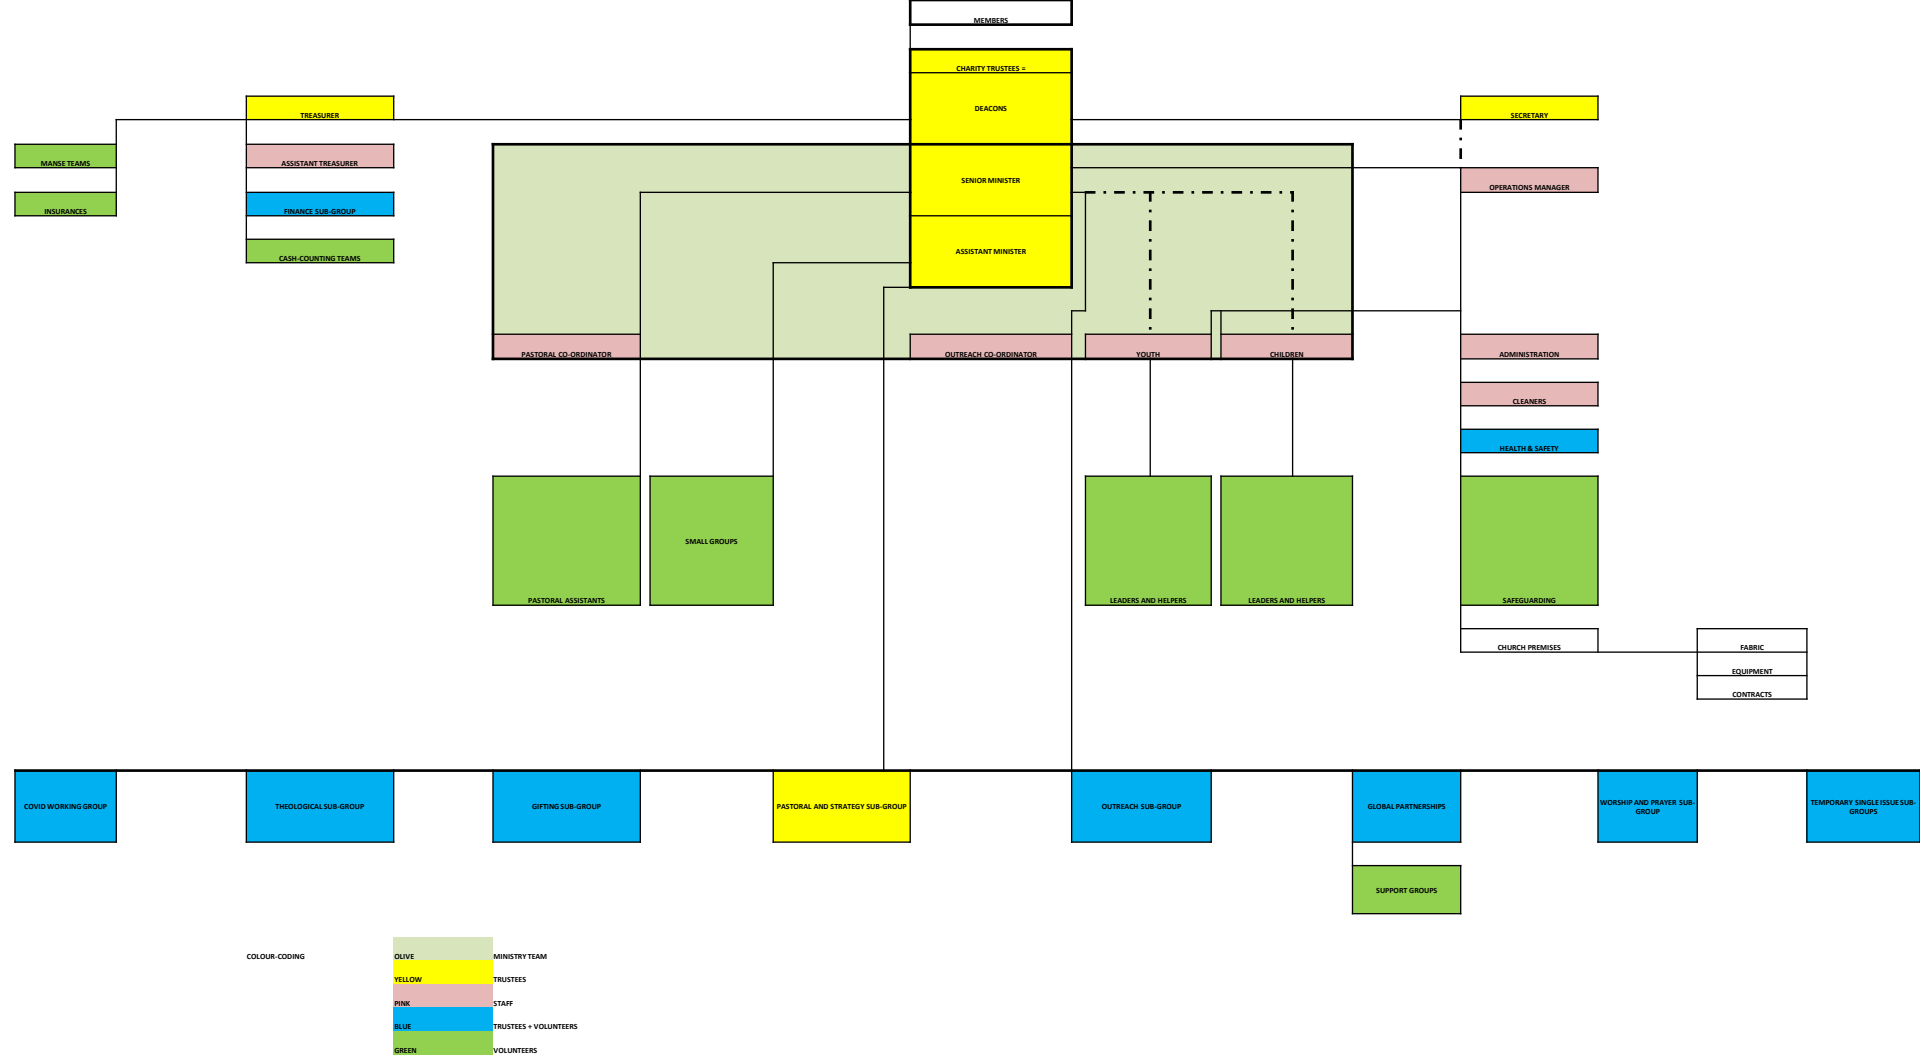 MEMBERS
CHARITY TRUSTEES =
DEACONS
TREASURER
SECRETARY
MANSE TEAMS
ASSISTANT TREASURER
SENIOR MINISTER
OPERATIONS MANAGER
INSURANCES
FINANCE SUB-GROUP
CASH-COUNTING TEAMS
ASSISTANT MINISTER
PASTORAL CO-ORDINATOR
OUTREACH CO-ORDINATOR
YOUTH
CHILDREN
ADMINISTRATION
CLEANERS
HEALTH & SAFETY
SMALL GROUPS
PASTORAL ASSISTANTS
LEADERS AND HELPERS
LEADERS AND HELPERS
SAFEGUARDING
CHURCH PREMISES
FABRIC
EQUIPMENT
CONTRACTS
COVID WORKING GROUP
THEOLOGICAL SUB-GROUP
GIFTING SUB-GROUP
PASTORAL AND STRATEGY SUB-GROUP
OUTREACH SUB-GROUP
GLOBAL PARTNERSHIPS
WORSHIP AND PRAYER SUB-
GROUP
TEMPORARY SINGLE ISSUE SUB-
GROUPS
SUPPORT GROUPS
COLOUR-CODING
OLIVE
MINISTRY TEAM
YELLOW
TRUSTEES
PINK
STAFF
BLUE
TRUSTEES + VOLUNTEERS
GREEN
VOLUNTEERS